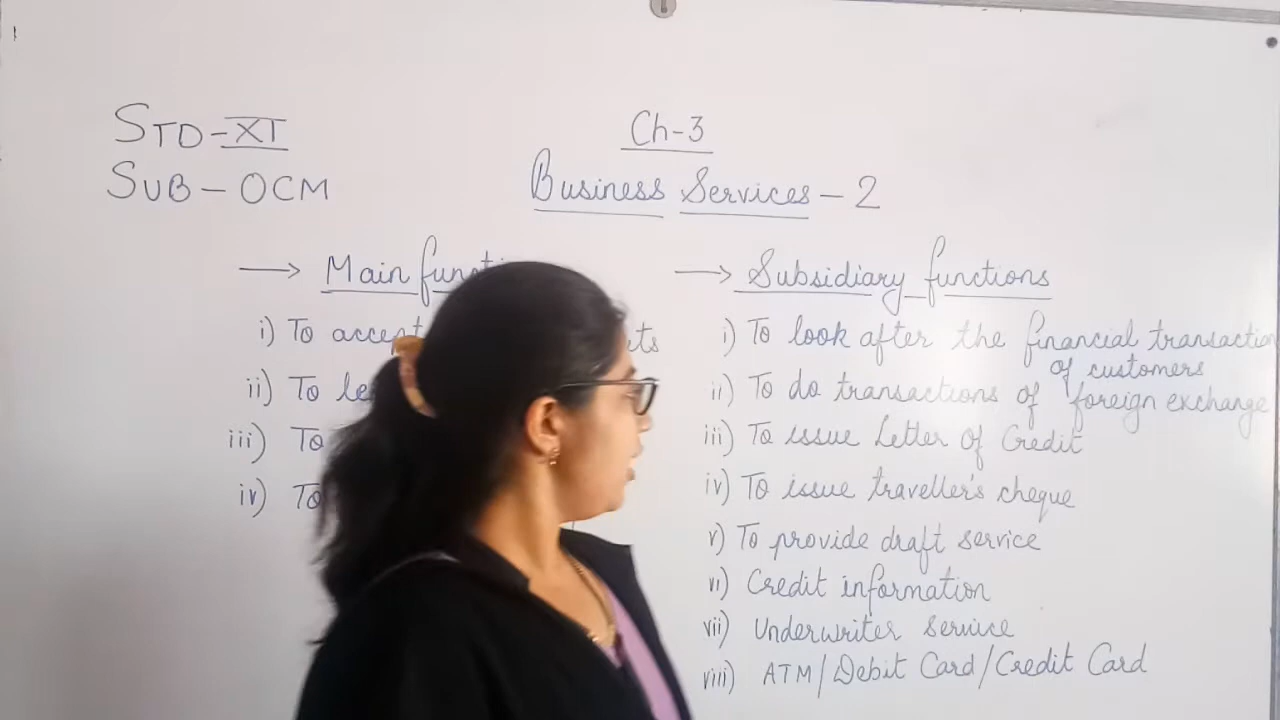 STD-XI
SUB-OCM
Ch-3
Business Services-2
→ Main
i) To accept
ii) To
iii) To
iv) To
→ Subsidiary functions
i) To look after the financial transaction
of customers
ii) To do transactions of foreign exchange
iii) To issue Letter of Credit
iv) To issue traveller's cheque
v) To provide draft service
vi) Credit information
vii) Underwriter service
viii) ATM/Debit Card/Credit Card